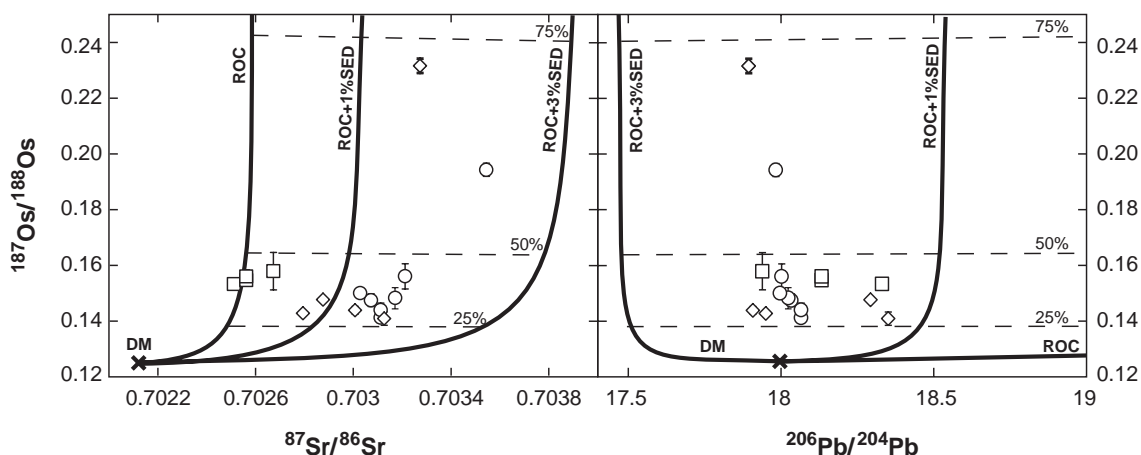 0.24
0.22
0.20
0.18
0.16
0.14
0.12
187Os/188Os
ROC
ROC+1%SED
ROC+3%SED
75%
50%
25%
DM
0.7022
0.7026
0.703
0.7034
0.7038
87Sr/86Sr
ROC+3%SED
ROC+1%SED
75%
50%
25%
DM
ROC
17.5
18
18.5
19
206Pb/204Pb
0.24
0.22
0.20
0.18
0.16
0.14
0.12